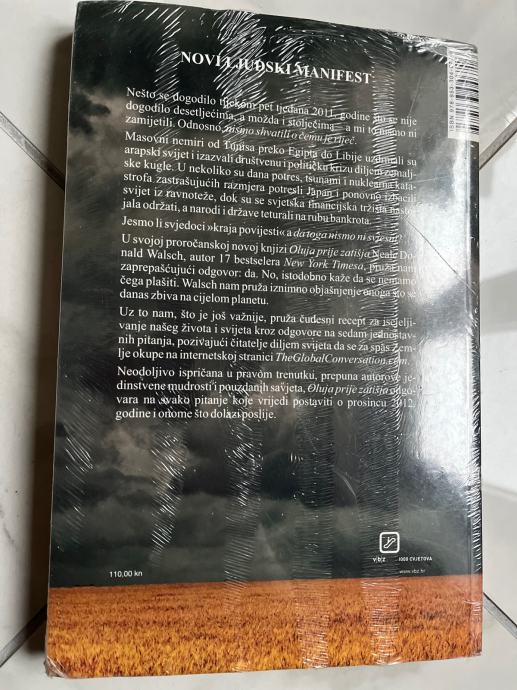 NOVI LJUDSKI MANIFEST
Nešto se dogodilo tijekom pet tjedana 2011. godine što se nije
dogodilo desetljećima, a možda i stoljećima – a mi to nismo ni
zamijetili. Odnosno, nismo shvatili o čemu je riječ.
Masovni nemiri od Tunisa preko Egipta do Libije uzdrmali su
arapski svijet i izazvali društvenu i političku krizu diljem zemalj-
ske kugle. U nekoliko su dana potres, tsunami i nuklearna kata-
strofa zastrašujućih razmjera potresli Japan i ponovno izbacili
svijet iz ravnoteže, dok su se svjetska financijska tržišta nasto-
jala održati, a narodi i države teturali na rubu bankrota.
Jesmo li svjedoci »kraja povijesti« a da toga nismo ni svjesni?
U svojoj proročanskoj novoj knjizi Oluja prije zatišja Neale Do-
nald Walsch, autor 17 bestselera New York Timesa, pruža nam
zaprepašćujući odgovor: da. No, istodobno kaže da se nemamo
čega plašiti. Walsch nam pruža iznimno objašnjenje onoga što se
danas zbiva na cijelom planetu.
Uz to nam, što je još važnije, pruža čudesni recept za iscjelji-
vanje našeg života i svijeta kroz odgovore na sedam jednostav-
nih pitanja, pozivajući čitatelje diljem svijeta da se za spas Zem-
lje okupe na internetskoj stranici TheGlobalConversation.com.
Neodoljivo ispričana u pravom trenutku, prepuna autorove je-
dinstvene mudrosti i pouzdanih savjeta, Oluja prije zatišja odgo-
vara na svako pitanje koje vrijedi postaviti o prosincu 2012.
godine i onome što dolazi poslije.
110,00 kn
v|b|z
1000 CVJETOVA
www.vbz.hr